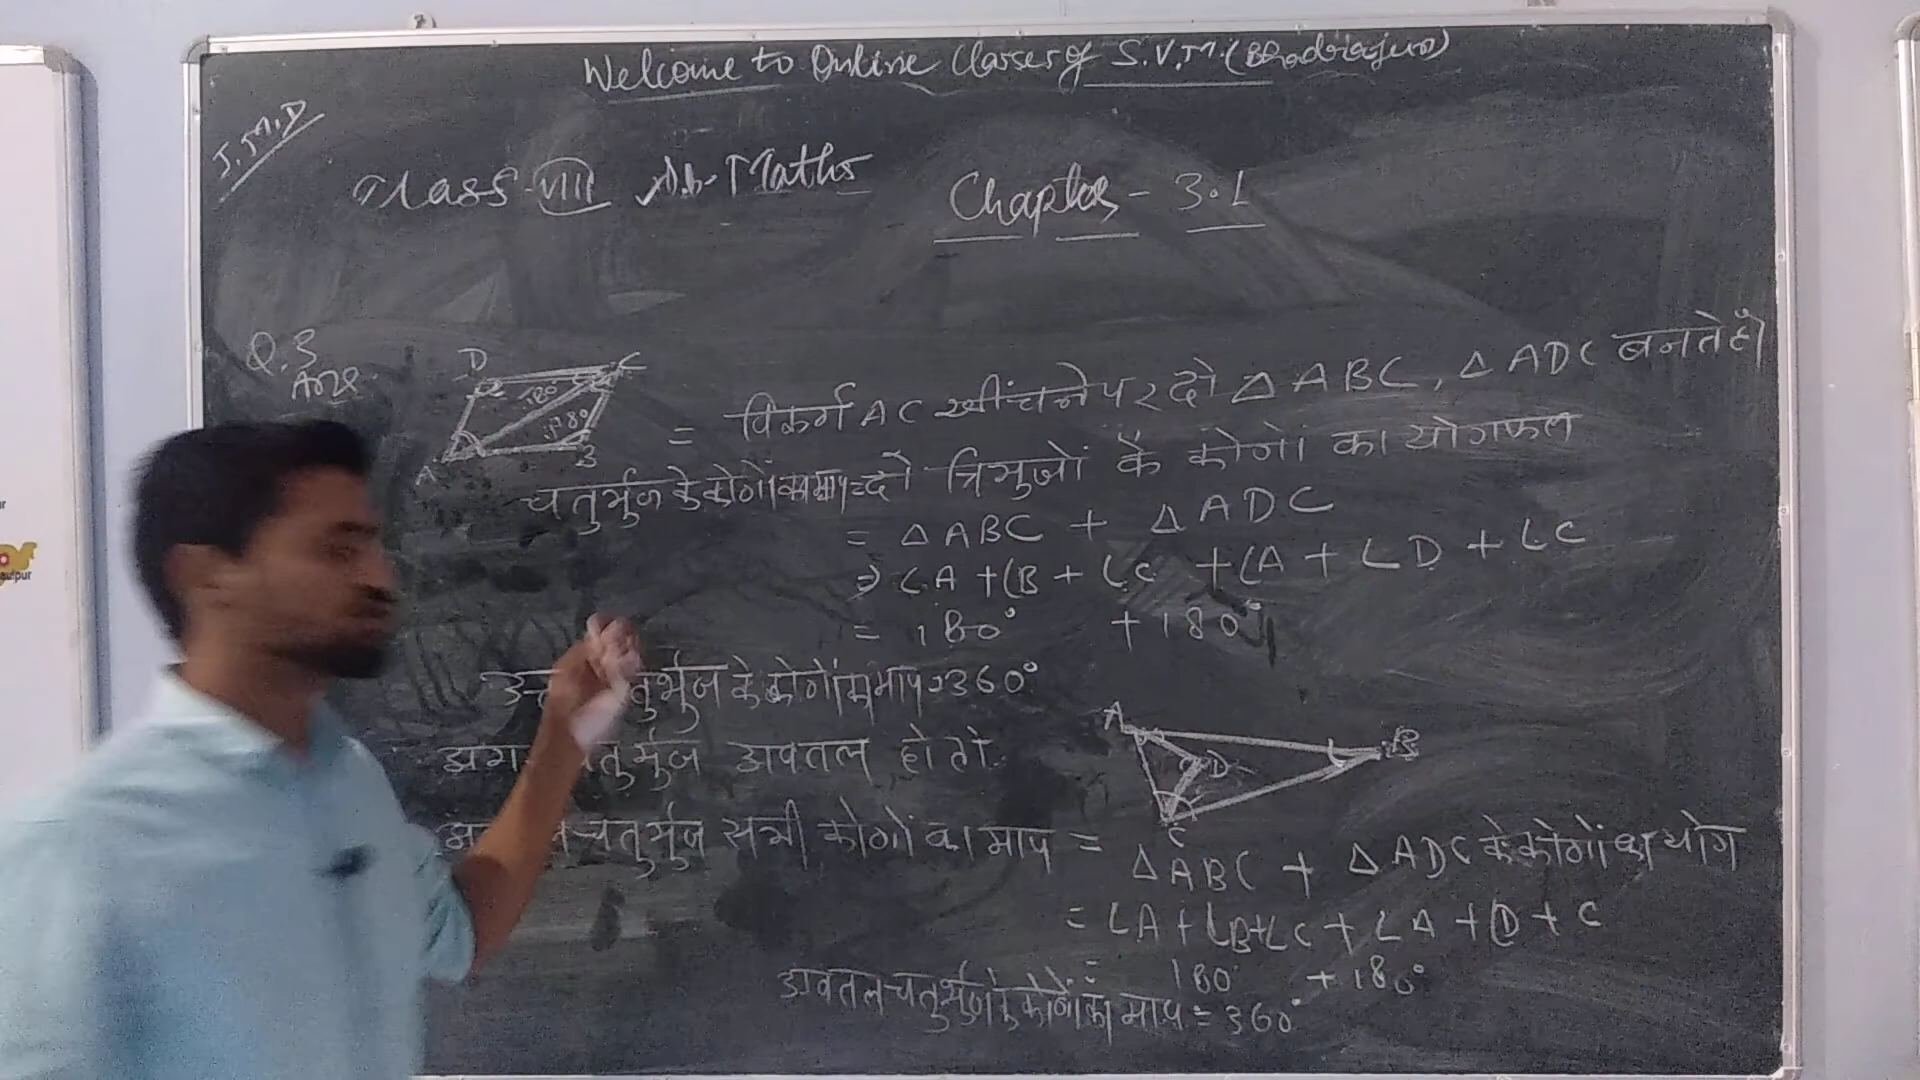 Welcome to Online Classes of S.V.M. (Bhadrajun)
J.M.D
Class - VIII Sub- Maths
Chapter - 3.1
Q.3
Ans.
D C
180°
180°
A B
= विकर्ण AC खींचने पर दो △ ABC, △ ADC बनते हैं।
चतुर्भुज के कोणों का माप = दो त्रिभुजों के कोणों का योगफल
= △ ABC + △ ADC
⇒ ∠A + ∠B + ∠C + ∠A + ∠D + ∠C
= 180° + 180°
चतुर्भुज के कोणों का माप = 360°
चतुर्भुज अवतल हो तो
A B
D
C
चतुर्भुज सभी कोणों का माप = △ABC + △ADC के कोणों का योग
= ∠A + ∠B + ∠C + ∠A + ∠D + C
= 180 + 180°
अवतल चतुर्भुज के कोणों का माप = 360°